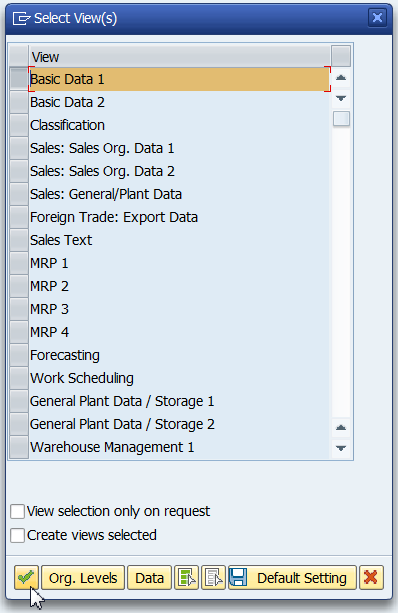 Select View(s)
View
Basic Data 1
Basic Data 2
Classification
Sales: Sales Org. Data 1
Sales: Sales Org. Data 2
Sales: General/Plant Data
Foreign Trade: Export Data
Sales Text
MRP 1
MRP 2
MRP 3
MRP 4
Forecasting
Work Scheduling
General Plant Data / Storage 1
General Plant Data / Storage 2
Warehouse Management 1
View selection only on request
Create views selected
Org. Levels Data Default Setting